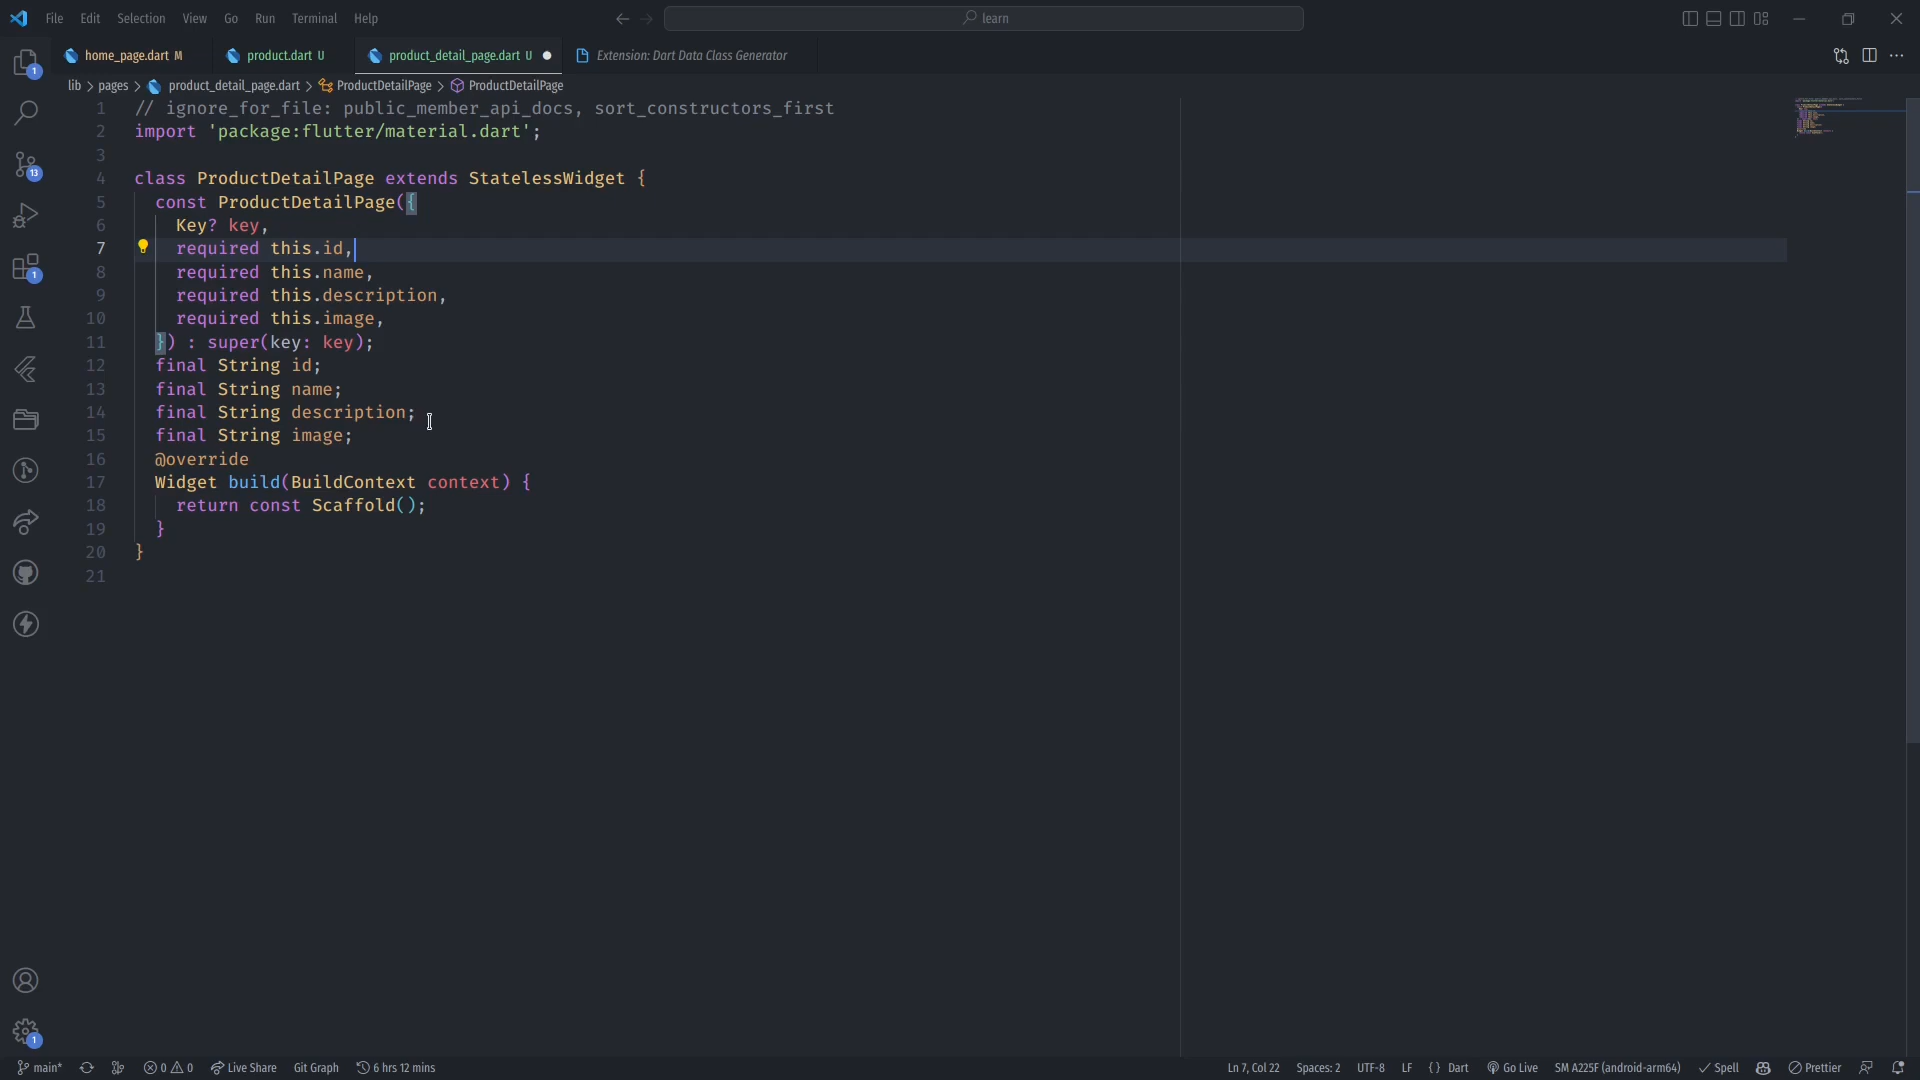 File Edit Selection View Go Run Terminal Help learn
home_page.dart M product.dart U product_detail_page.dart U Extension: Dart Data Class Generator
lib > pages > product_detail_page.dart > ProductDetailPage > ProductDetailPage
1 // ignore_for_file: public_member_api_docs, sort_constructors_first
2 import 'package:flutter/material.dart';
3
4 class ProductDetailPage extends StatelessWidget {
5 const ProductDetailPage({
6 Key? key,
7 required this.id,
8 required this.name,
9 required this.description,
10 required this.image,
11 }) : super(key: key);
12 final String id;
13 final String name;
14 final String description;
15 final String image;
16 @override
17 Widget build(BuildContext context) {
18 return const Scaffold();
19 }
20 }
21
1
13
1
1
main* 0 0 Live Share Git Graph 6 hrs 12 mins Ln 7, Col 22 Spaces: 2 UTF-8 LF { } Dart Go Live SM A225F (android-arm64) Spell Prettier